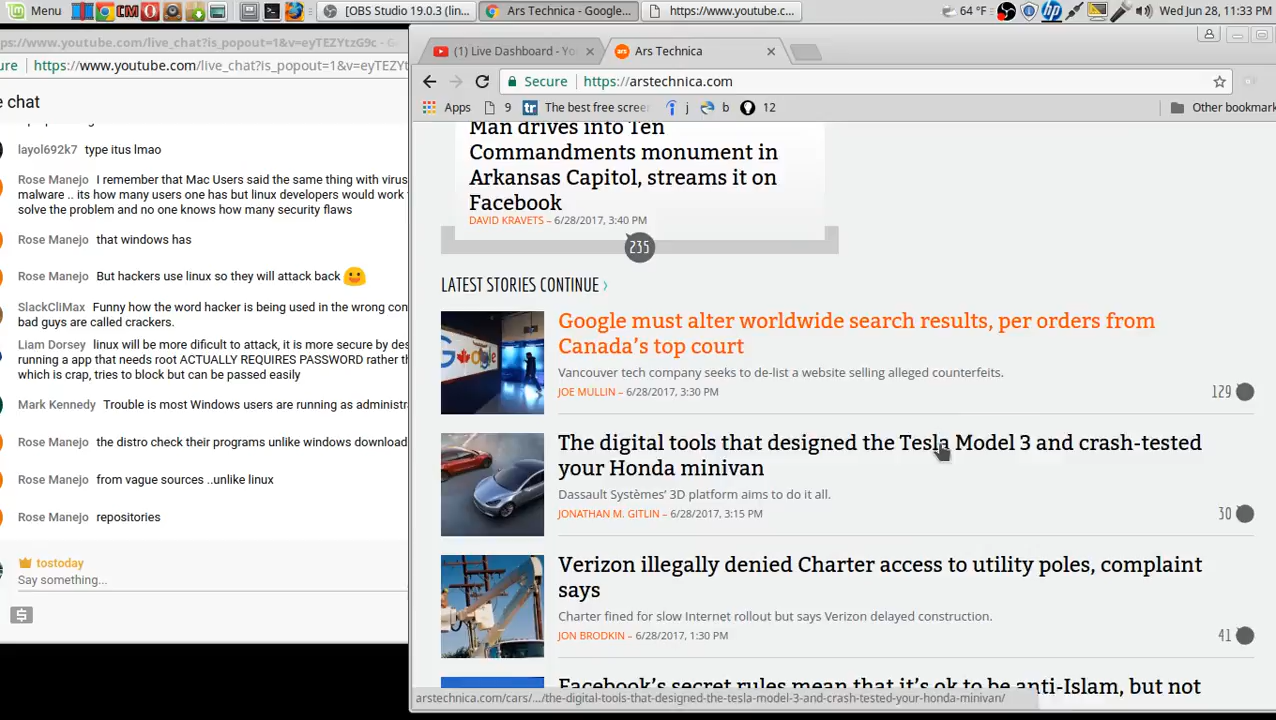 Menu
[OBS Studio 19.0.3 (lin...
Ars Technica - Google...
https://www.youtube.c...
64 °F
Wed Jun 28, 11:33 PM
ps://www.youtube.com/live_chat?is_popout=1&v=eyTEZYtzG9c - G
ure https://www.youtube.com/live_chat?is_popout=1&v=eyTEZYt
e chat
layol692k7 type itus lmao
Rose Manejo I remember that Mac Users said the same thing with virus
malware .. its how many users one has but linux developers would work
solve the problem and no one knows how many security flaws
Rose Manejo that windows has
Rose Manejo But hackers use linux so they will attack back
SlackCliMax Funny how the word hacker is being used in the wrong con
bad guys are called crackers.
Liam Dorsey linux will be more dificult to attack, it is more secure by des
running a app that needs root ACTUALLY REQUIRES PASSWORD rather th
which is crap, tries to block but can be passed easily
Mark Kennedy Trouble is most Windows users are running as administra
Rose Manejo the distro check their programs unlike windows download
Rose Manejo from vague sources ..unlike linux
Rose Manejo repositories
tostoday
Say something...
(1) Live Dashboard - Yo
Ars Technica
Secure https://arstechnica.com
Apps 9 The best free scree j b 12 Other bookmar
Man drives into Ten
Commandments monument in
Arkansas Capitol, streams it on
Facebook
DAVID KRAVETS – 6/28/2017, 3:40 PM
235
LATEST STORIES CONTINUE ›
Google must alter worldwide search results, per orders from
Canada's top court
Vancouver tech company seeks to de-list a website selling alleged counterfeits.
JOE MULLIN – 6/28/2017, 3:30 PM
129
The digital tools that designed the Tesla Model 3 and crash-tested
your Honda minivan
Dassault Systèmes' 3D platform aims to do it all.
JONATHAN M. GITLIN – 6/28/2017, 3:15 PM
30
Verizon illegally denied Charter access to utility poles, complaint
says
Charter fined for slow Internet rollout but says Verizon delayed construction.
JON BRODKIN – 6/28/2017, 1:30 PM
41
Facebook's secret rules mean that it's ok to be anti-Islam, but not
arstechnica.com/cars/.../the-digital-tools-that-designed-the-tesla-model-3-and-crash-tested-your-honda-minivan/